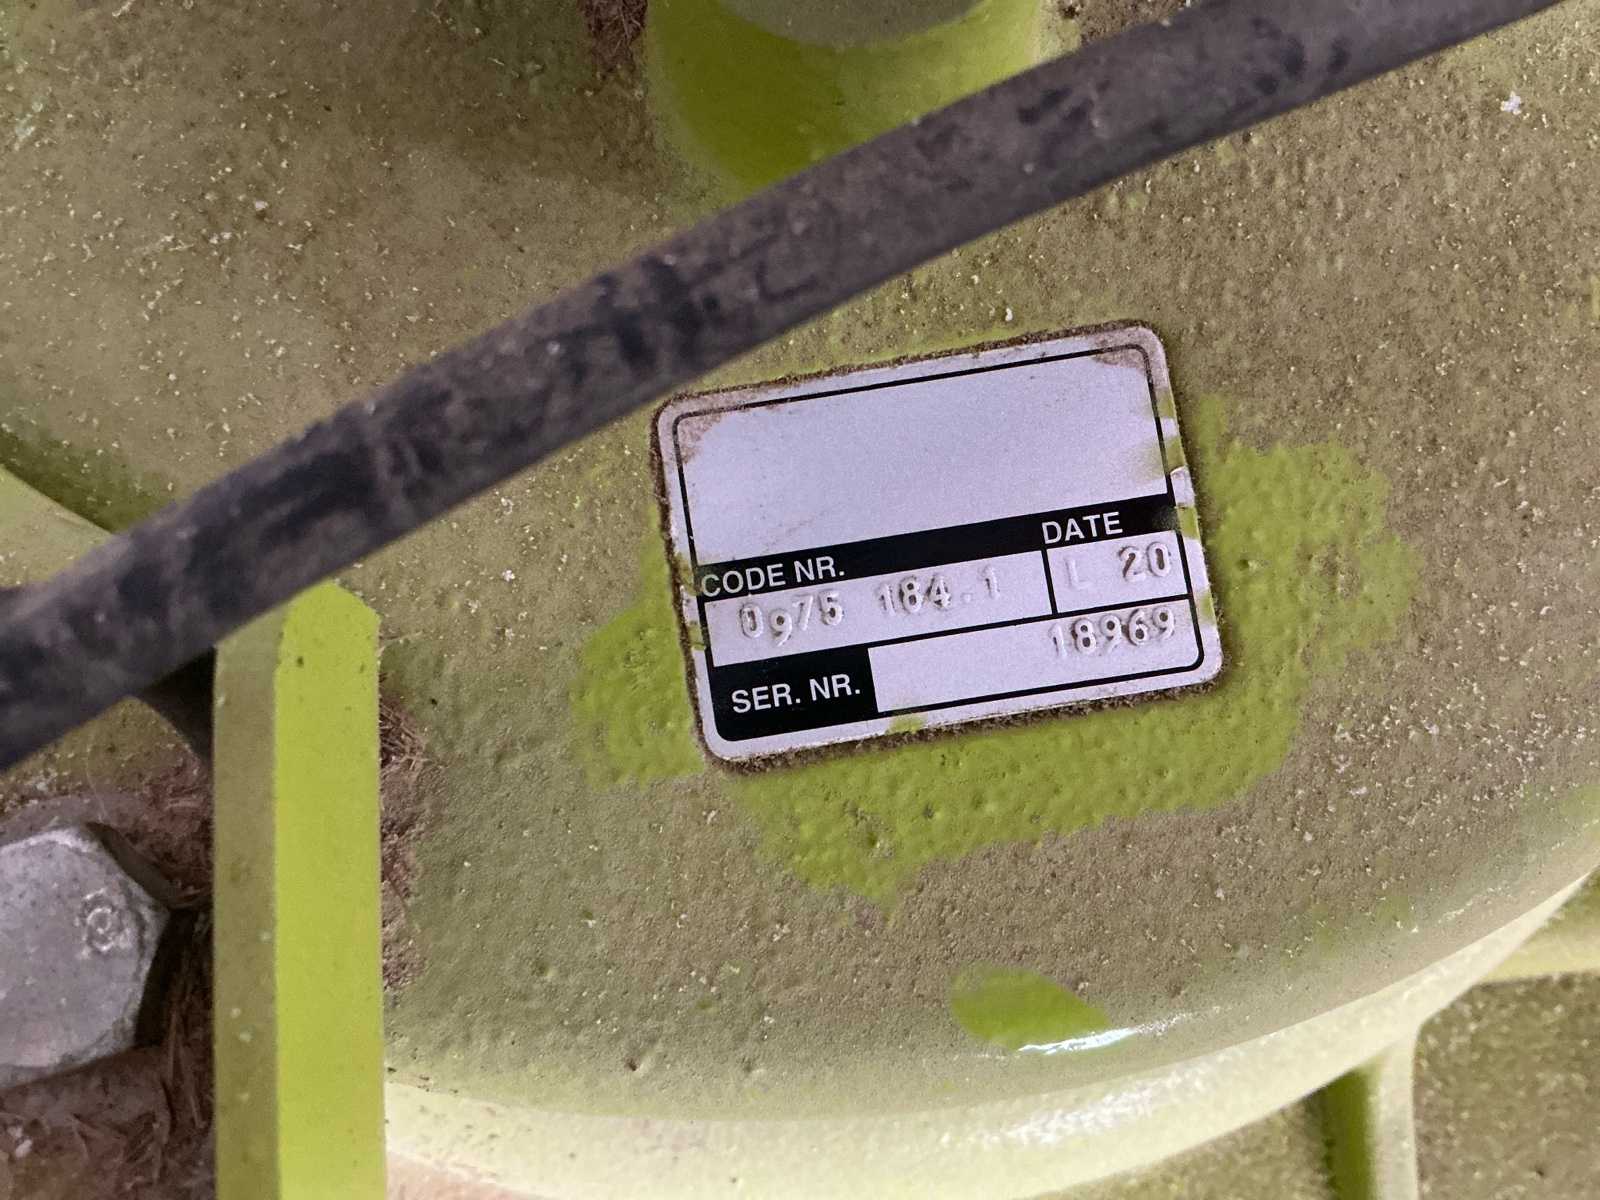 CODE NR. DATE
0975 184.1 L 20
SER. NR. 18969